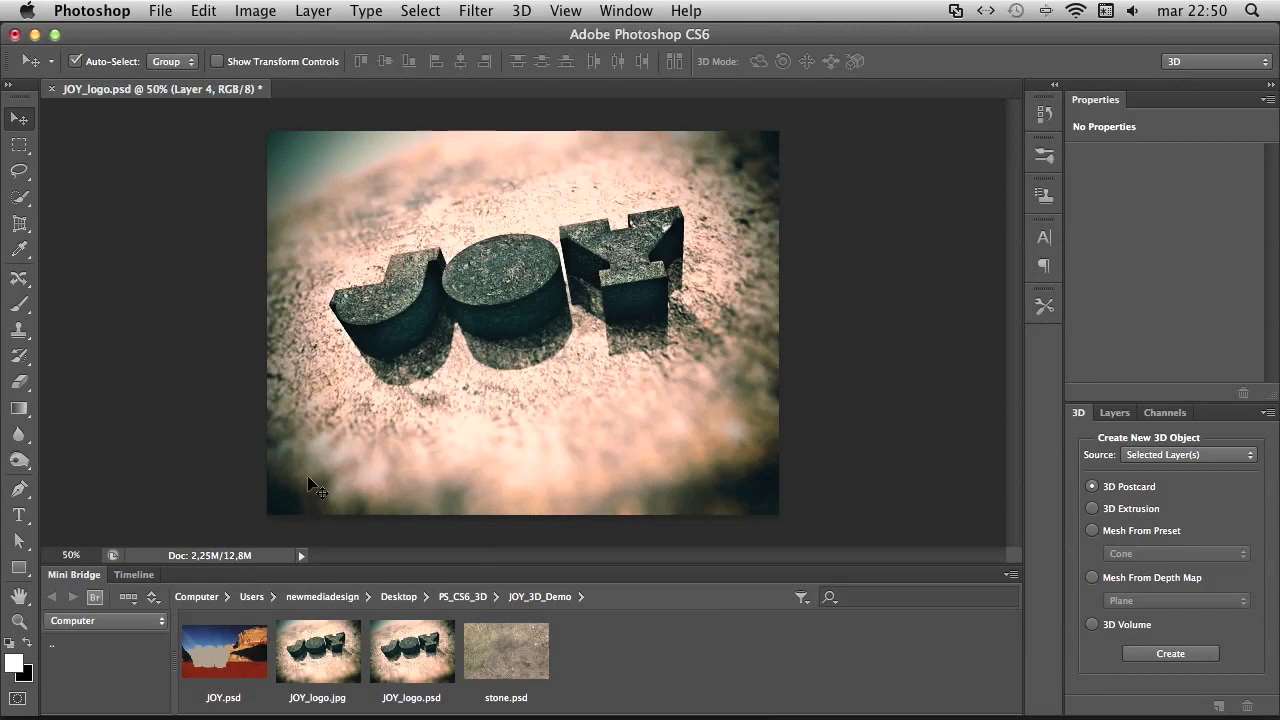 Photoshop File Edit Image Layer Type Select Filter 3D View Window Help mar 22:50
Adobe Photoshop CS6
Auto-Select: Group Show Transform Controls 3D Mode: 3D
× JOY_logo.psd @ 50% (Layer 4, RGB/8) *
Properties
No Properties
JOY
3D Layers Channels
Create New 3D Object
Source: Selected Layer(s)
3D Postcard
3D Extrusion
Mesh From Preset
Cone
Mesh From Depth Map
Plane
3D Volume
Create
50% Doc: 2,25M/12,8M
Mini Bridge Timeline
Br Computer Users newmediadesign Desktop PS_CS6_3D JOY_3D_Demo
Computer
..
JOY JOY
JOY.psd JOY_logo.jpg JOY_logo.psd stone.psd